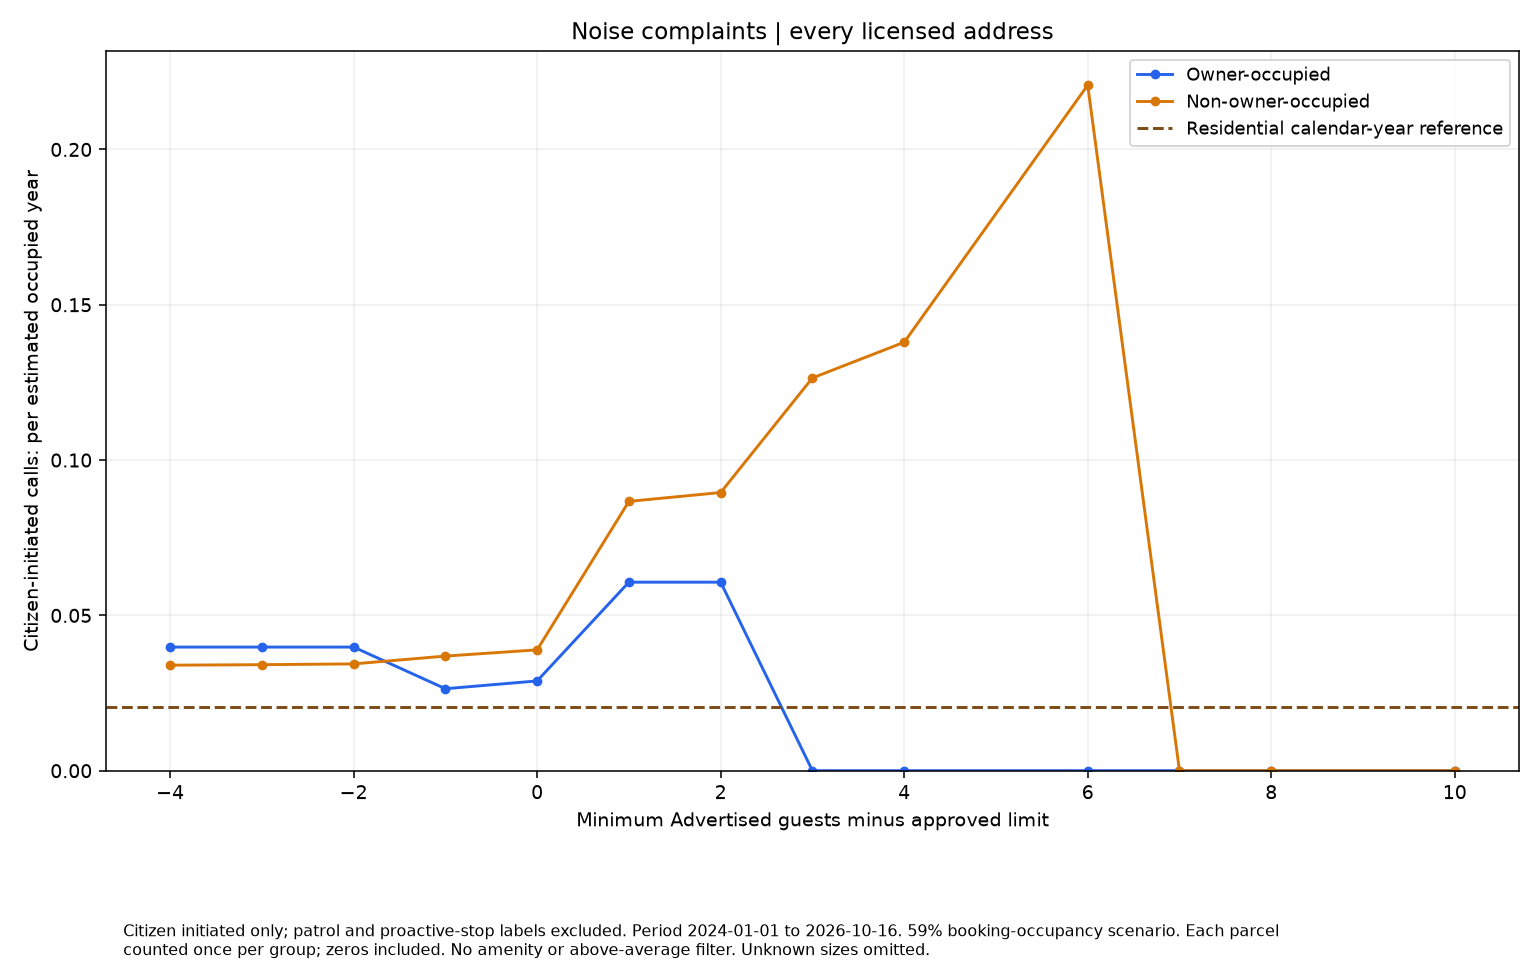 Noise complaints | every licensed address
Owner-occupied
Non-owner-occupied
Residential calendar-year reference
Citizen-initiated calls: per estimated occupied year
0.20
0.15
0.10
0.05
0.00
−4 −2 0 2 4 6 8 10
Minimum Advertised guests minus approved limit
Citizen initiated only; patrol and proactive-stop labels excluded. Period 2024-01-01 to 2026-10-16. 59% booking-occupancy scenario. Each parcel
counted once per group; zeros included. No amenity or above-average filter. Unknown sizes omitted.